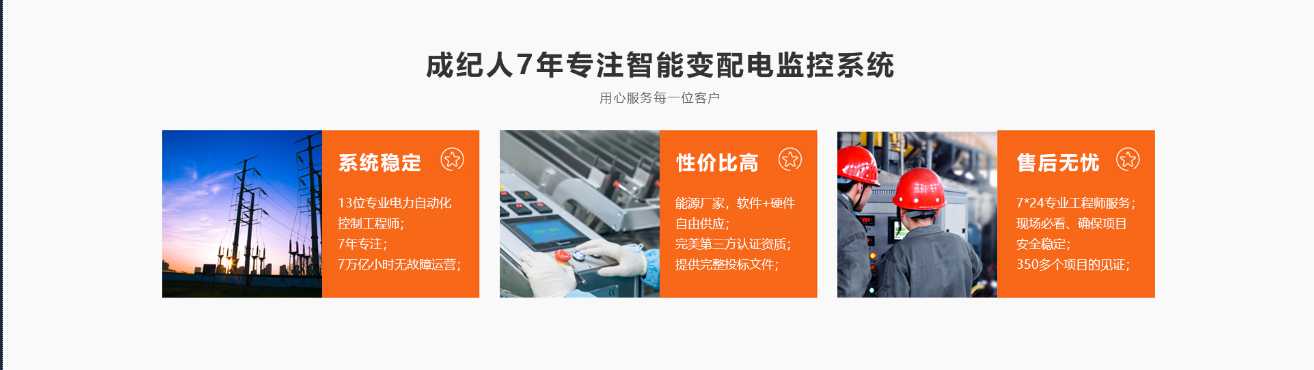 成纪人7年专注智能变配电监控系统
用心服务每一位客户
系统稳定
13位专业电力自动化
控制工程师；
7年专注；
7万亿小时无故障运营；
性价比高
能源厂家，软件+硬件
自由供应；
完美第三方认证资质；
提供完整投标文件；
售后无忧
7*24专业工程师服务；
现场必看、确保项目
安全稳定；
350多个项目的见证；